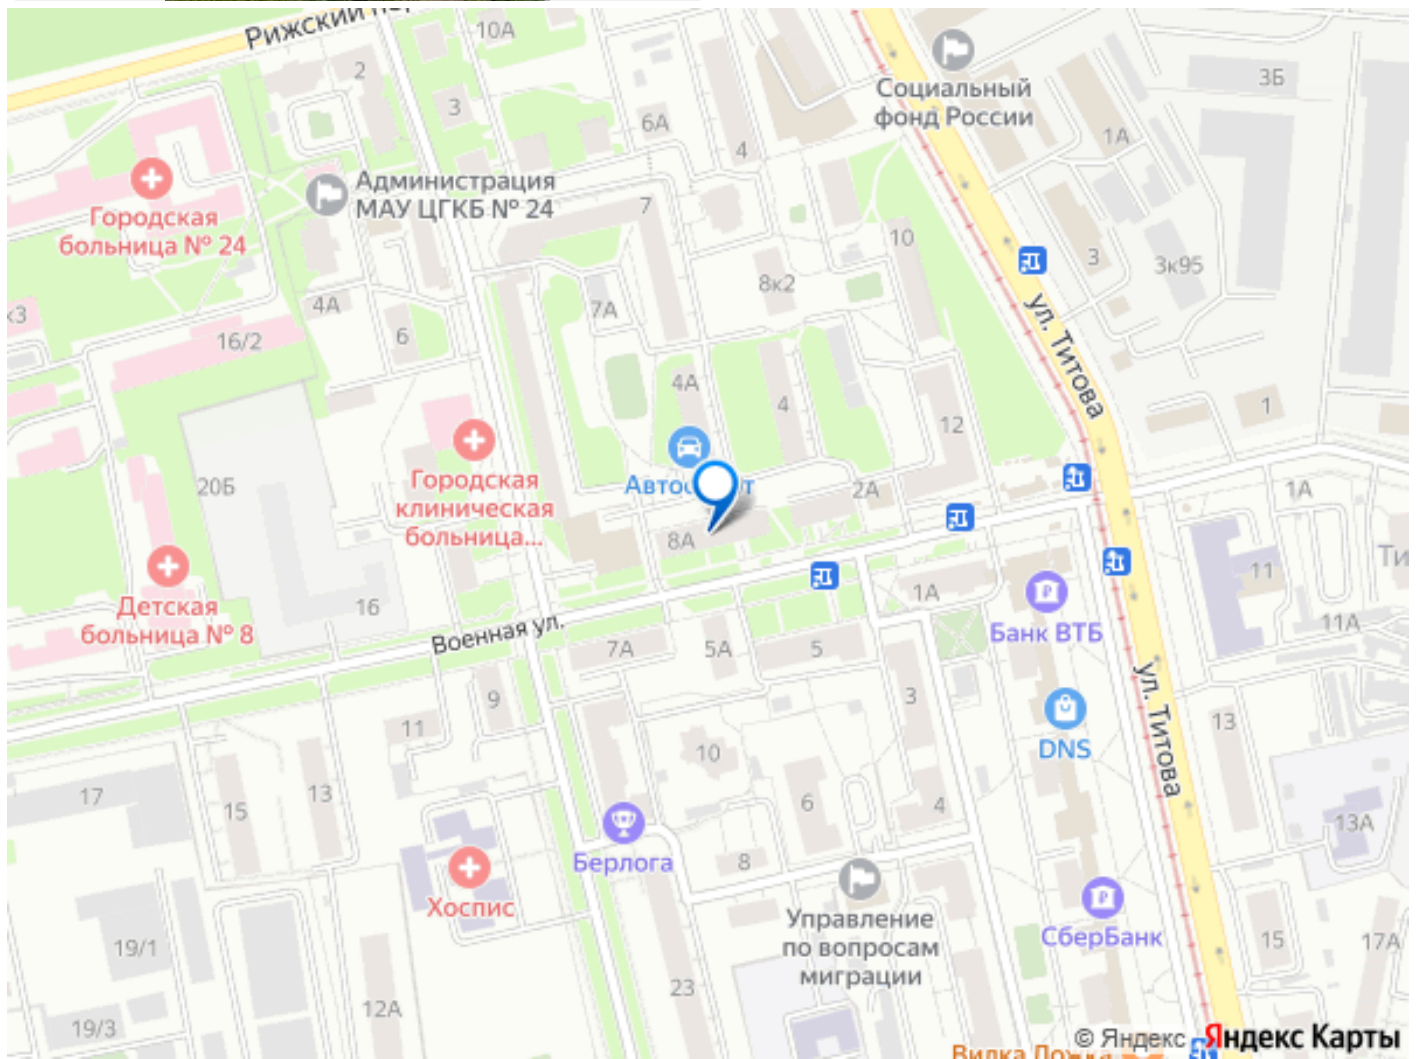 Рижский пер.
10А
2
3
6А
4
Социальный
фонд России
3Б
1А
Городская
больница № 24
Администрация
МАУ ЦГКБ № 24
7
10
8к2
3
3к95
ул. Титова
к3
16/2
4А
6
7А
4А
4
12
1
20Б
Городская
клиническая
больница...
2А
1А
8А
Детская
больница № 8
16
Военная ул.
7А
5А
5
1А
Банк ВТБ
11
11А
ул. Титова
11
9
10
3
DNS
13
17
15
13
6
4
13А
Берлога
8
Хоспис
Управление
по вопросам
миграции
СберБанк
19/1
12А
23
15
17А
19/3
© Яндекс Яндекс Карты